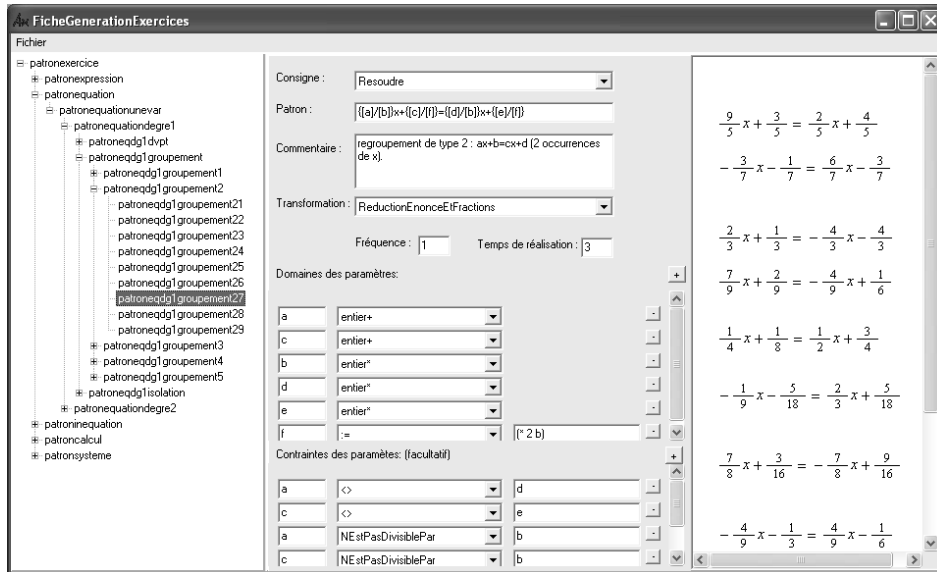 FicheGenerationExercices
Fichier
patronexercice
patronexpression
patronequation
patronequationunevar
patronequationdegre1
patroneqdg1dvpt
patroneqdg1groupement
patroneqdg1groupement1
patroneqdg1groupement2
patroneqdg1groupement21
patroneqdg1groupement22
patroneqdg1groupement23
patroneqdg1groupement24
patroneqdg1groupement25
patroneqdg1groupement26
patroneqdg1groupement27
patroneqdg1groupement28
patroneqdg1groupement29
patroneqdg1groupement3
patroneqdg1groupement4
patroneqdg1groupement5
patroneqdg1isolation
patronequationdegre2
patroninequation
patroncalcul
patronsysteme
Consigne : Resoudre
Patron : {[a]/[b]}x+{[c]/[f]}={[d]/[b]}x+{[e]/[f]}
Commentaire : regroupement de type 2 : ax+b=cx+d (2 occurrences
de x).
Transformation : ReductionEnonceEtFractions
Fréquence : 1 Temps de réalisation : 3
Domaines des paramètres: +
a entier+ -
c entier+ -
b entier* -
d entier* -
e entier* -
f := (* 2 b) -
Contraintes des paramètres: (facultatif) +
a <> d -
c <> e -
a NEstPasDivisiblePar b -
c NEstPasDivisiblePar b -
9/5 x + 3/5 = 2/5 x + 4/5
- 3/7 x - 1/7 = 6/7 x - 3/7
2/3 x + 1/3 = - 4/3 x - 4/3
7/9 x + 2/9 = - 4/9 x + 1/6
1/4 x + 1/8 = 1/2 x + 3/4
- 1/9 x - 5/18 = 2/3 x + 5/18
7/8 x + 3/16 = - 7/8 x + 9/16
- 4/9 x - 1/3 = 4/9 x - 1/6